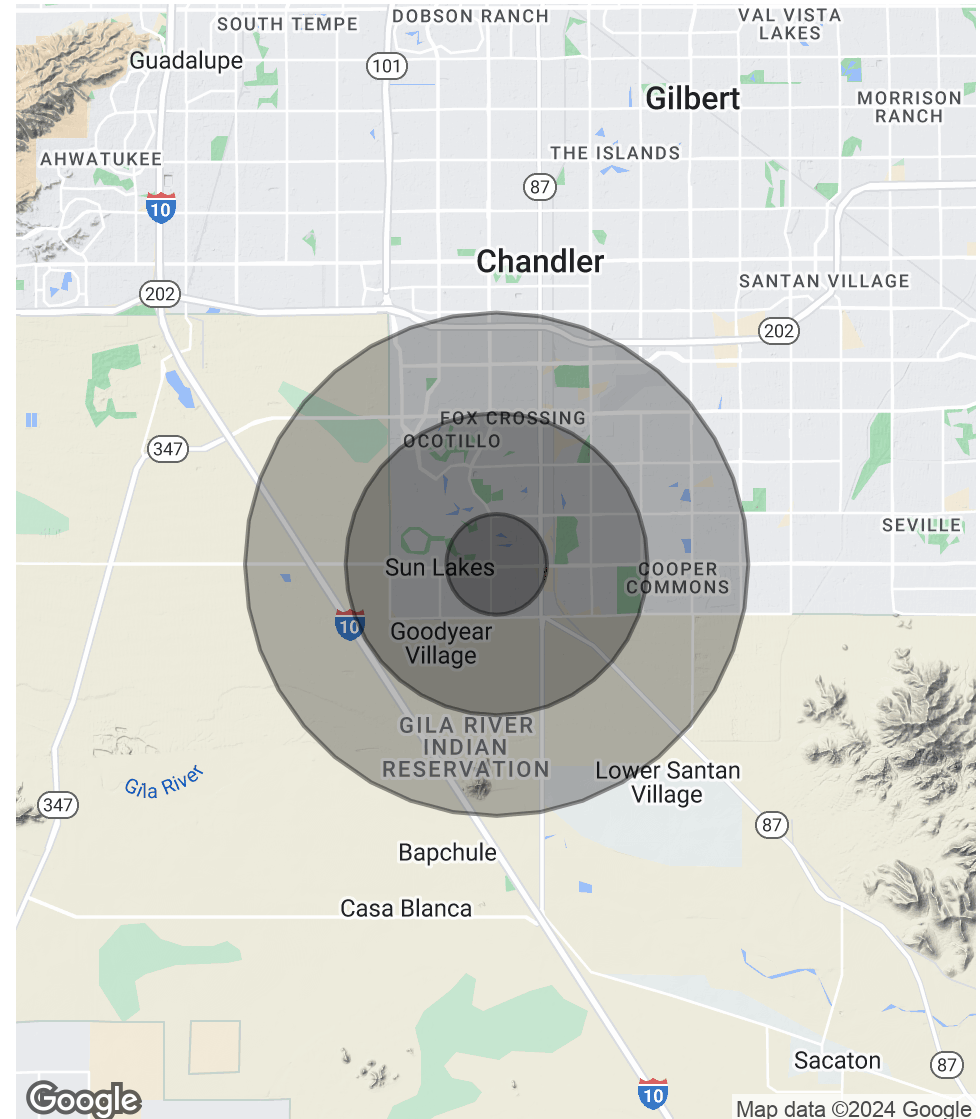 SOUTH TEMPE
DOBSON RANCH
VAL VISTA
LAKES
Guadalupe
101
Gilbert
MORRISON
RANCH
AHWATUKEE
THE ISLANDS
87
10
Chandler
SANTAN VILLAGE
202
202
FOX CROSSING
OCOTILLO
347
SEVILLE
Sun Lakes
COOPER
COMMONS
10
Goodyear
Village
GILA RIVER
INDIAN
RESERVATION
Lower Santan
Village
Gila River
347
87
Bapchule
Casa Blanca
Sacaton
87
10
Google
Map data ©2024 Google